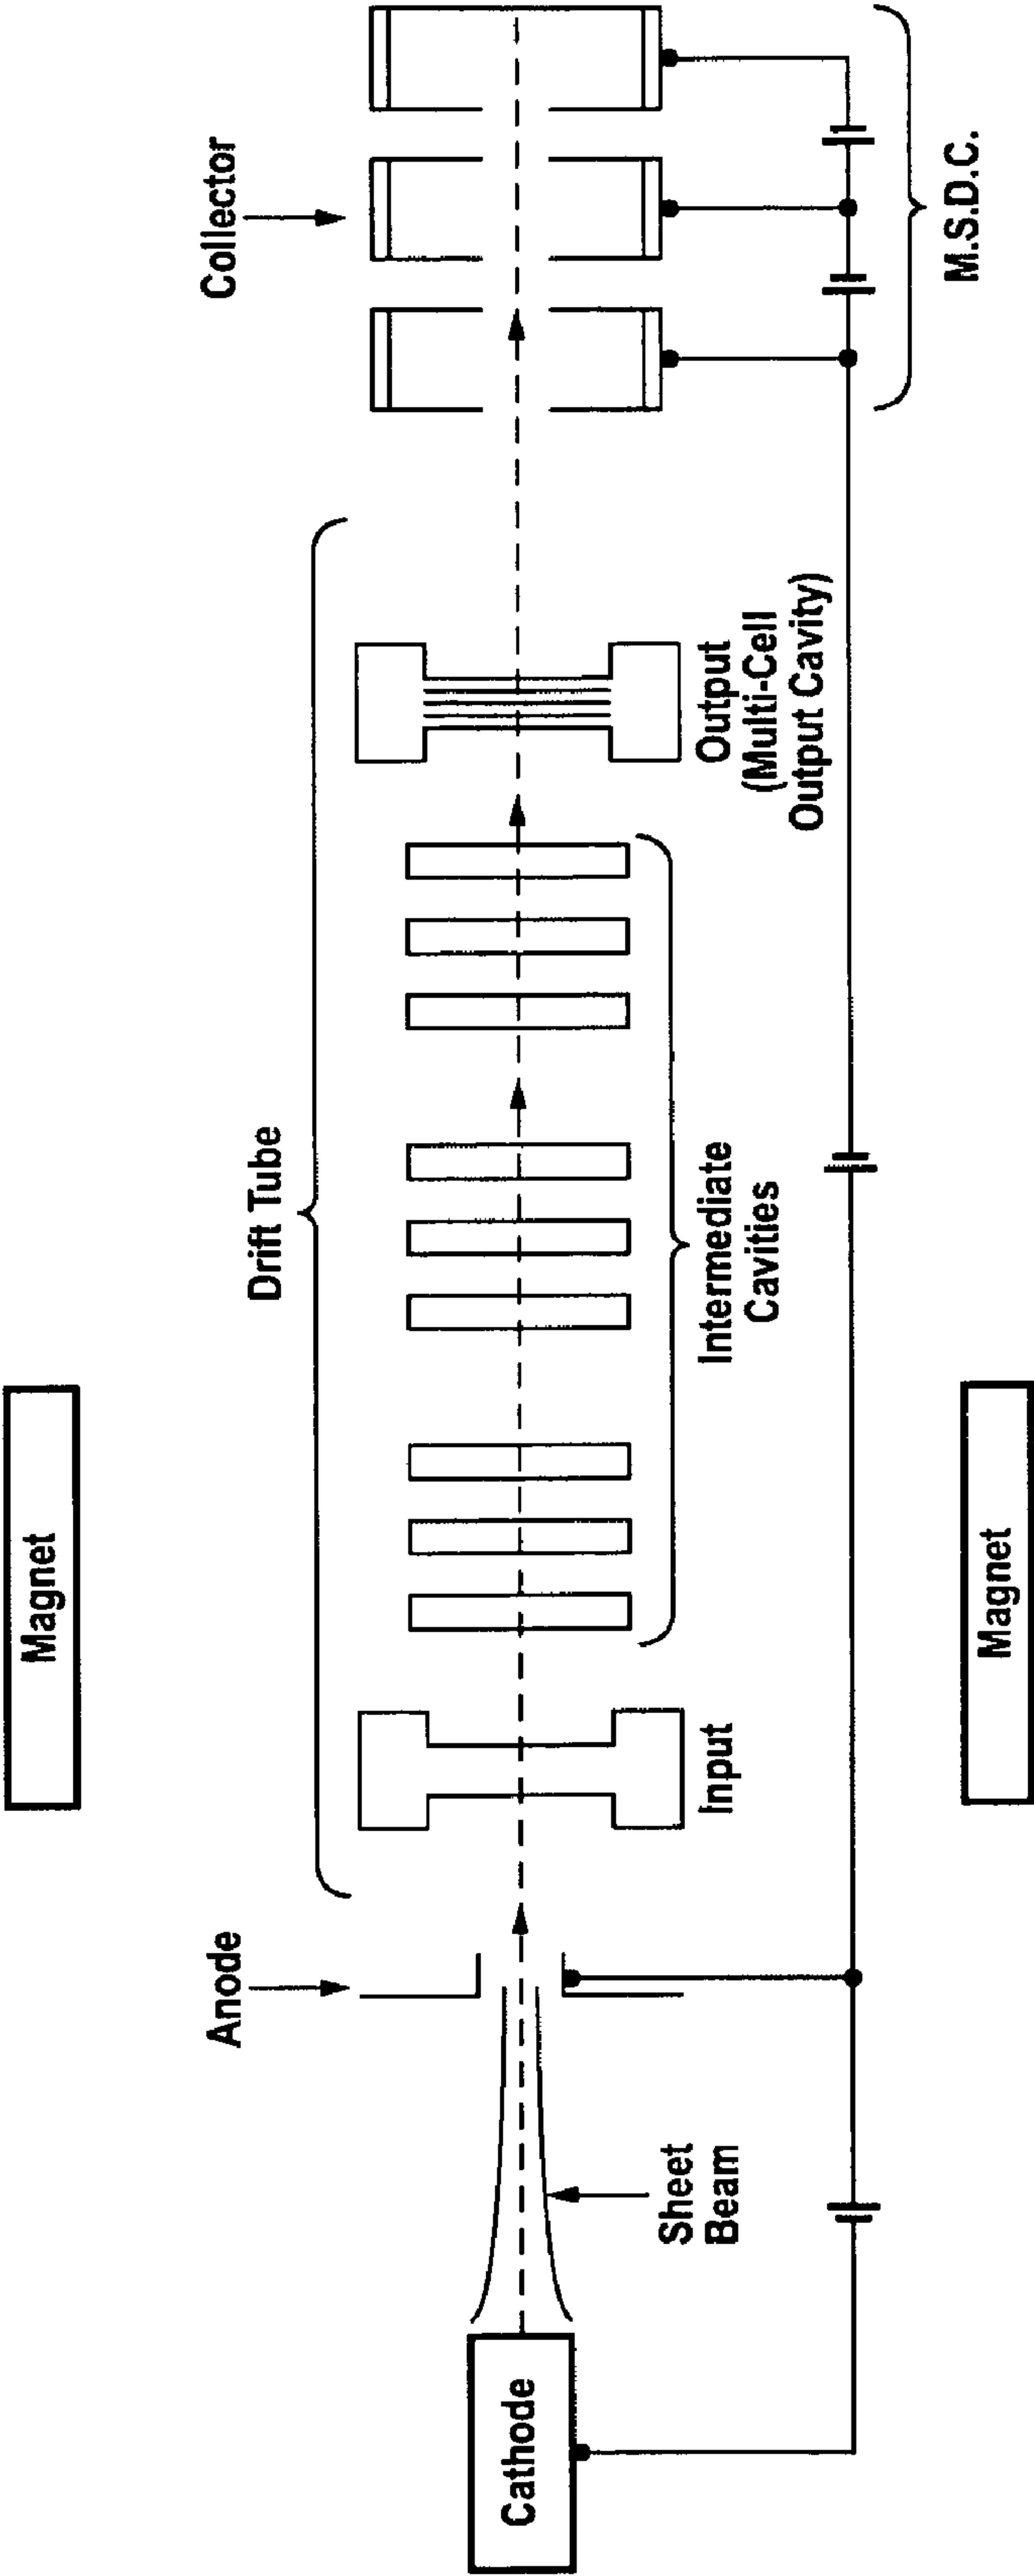 Magnet
Drift Tube
Anode
Collector
Cathode
Sheet
Beam
Input
Intermediate
Cavities
Output
(Multi-Cell
Output Cavity)
M.S.D.C.
Magnet